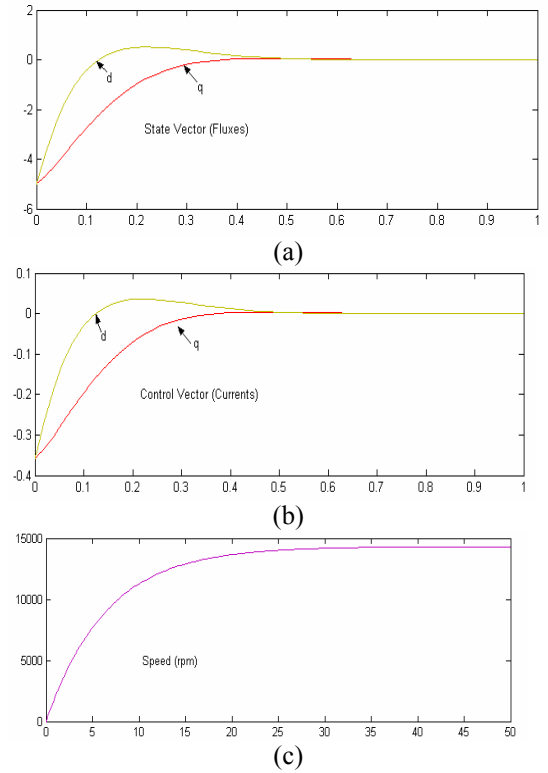 2
0
-2
-4
-6
d
q
State Vector (Fluxes)
0 0.1 0.2 0.3 0.4 0.5 0.6 0.7 0.8 0.9 1
(a)
0.1
0
-0.1
-0.2
-0.3
-0.4
d
q
Control Vector (Currents)
0 0.1 0.2 0.3 0.4 0.5 0.6 0.7 0.8 0.9 1
(b)
15000
10000
5000
0
Speed (rpm)
0 5 10 15 20 25 30 35 40 45 50
(c)